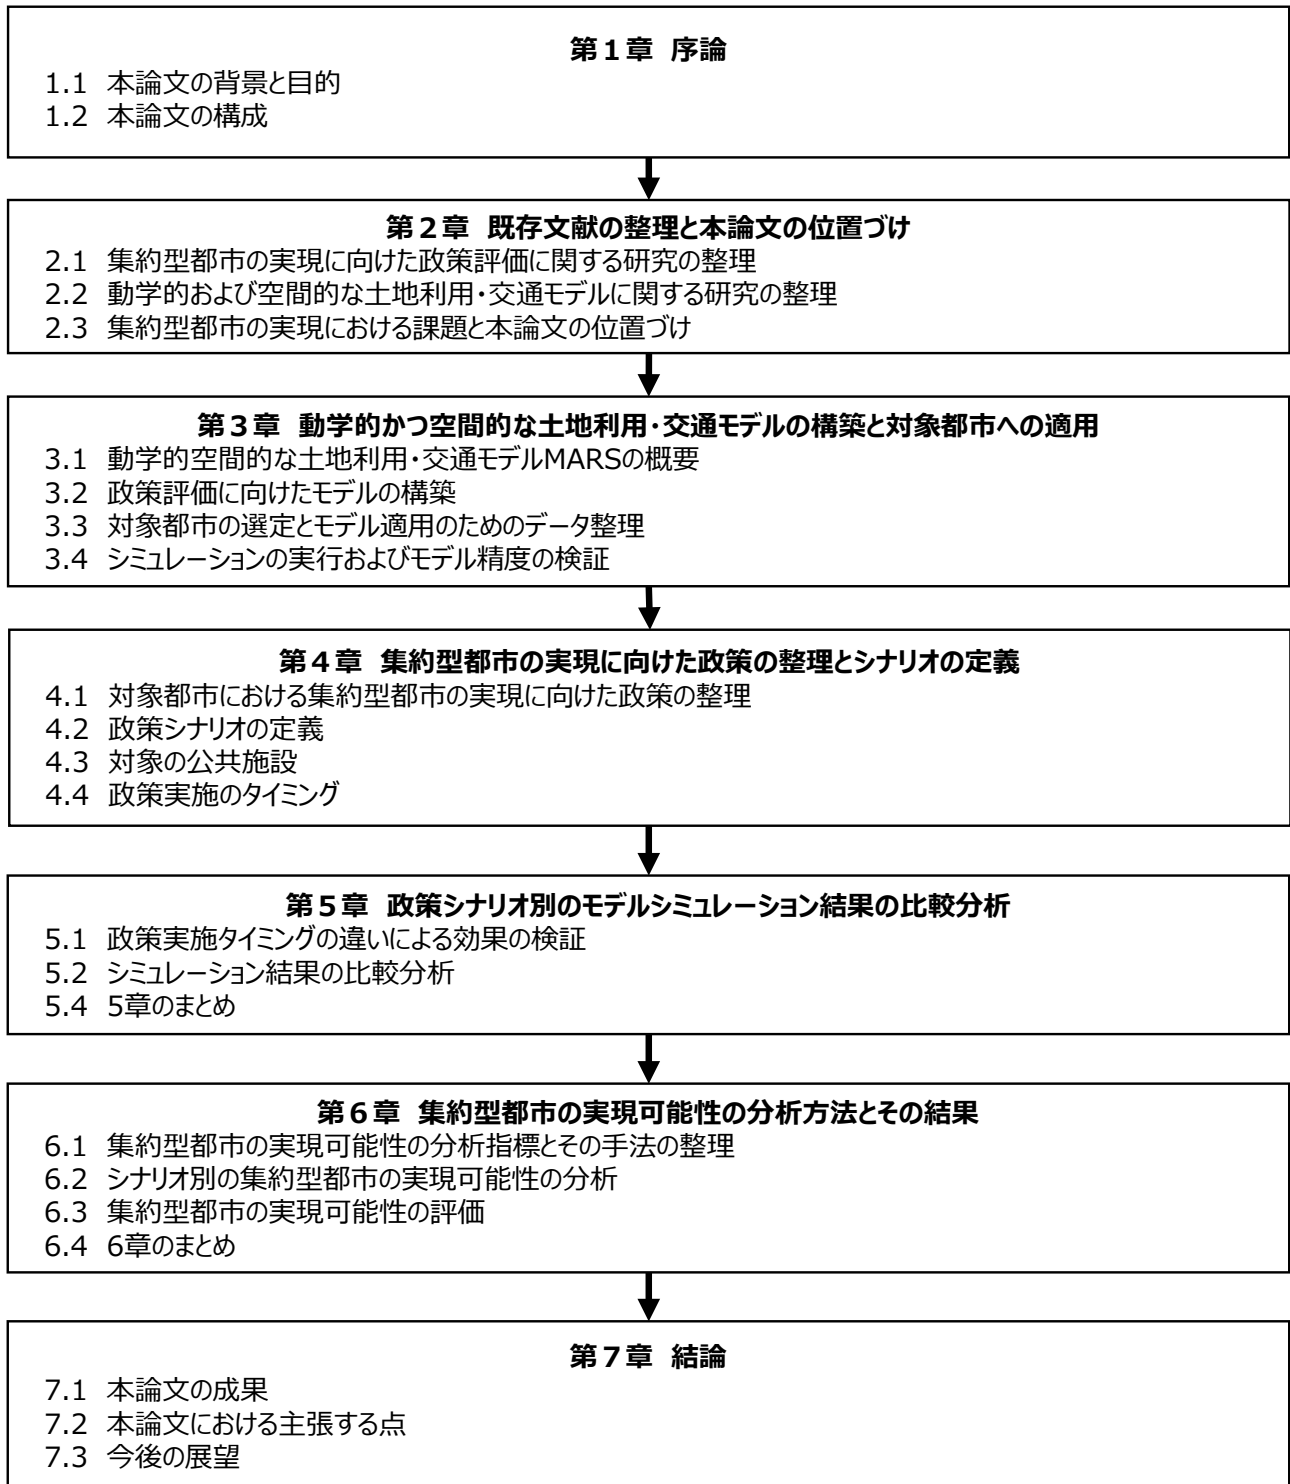 第１章 序論
1.1 本論文の背景と目的
1.2 本論文の構成
第２章 既存文献の整理と本論文の位置づけ
2.1 集約型都市の実現に向けた政策評価に関する研究の整理
2.2 動学的および空間的な土地利用・交通モデルに関する研究の整理
2.3 集約型都市の実現における課題と本論文の位置づけ
第３章 動学的かつ空間的な土地利用・交通モデルの構築と対象都市への適用
3.1 動学的空間的な土地利用・交通モデルMARSの概要
3.2 政策評価に向けたモデルの構築
3.3 対象都市の選定とモデル適用のためのデータ整理
3.4 シミュレーションの実行およびモデル精度の検証
第４章 集約型都市の実現に向けた政策の整理とシナリオの定義
4.1 対象都市における集約型都市の実現に向けた政策の整理
4.2 政策シナリオの定義
4.3 対象の公共施設
4.4 政策実施のタイミング
第５章 政策シナリオ別のモデルシミュレーション結果の比較分析
5.1 政策実施タイミングの違いによる効果の検証
5.2 シミュレーション結果の比較分析
5.4 5章のまとめ
第６章 集約型都市の実現可能性の分析方法とその結果
6.1 集約型都市の実現可能性の分析指標とその手法の整理
6.2 シナリオ別の集約型都市の実現可能性の分析
6.3 集約型都市の実現可能性の評価
6.4 6章のまとめ
第７章 結論
7.1 本論文の成果
7.2 本論文における主張する点
7.3 今後の展望